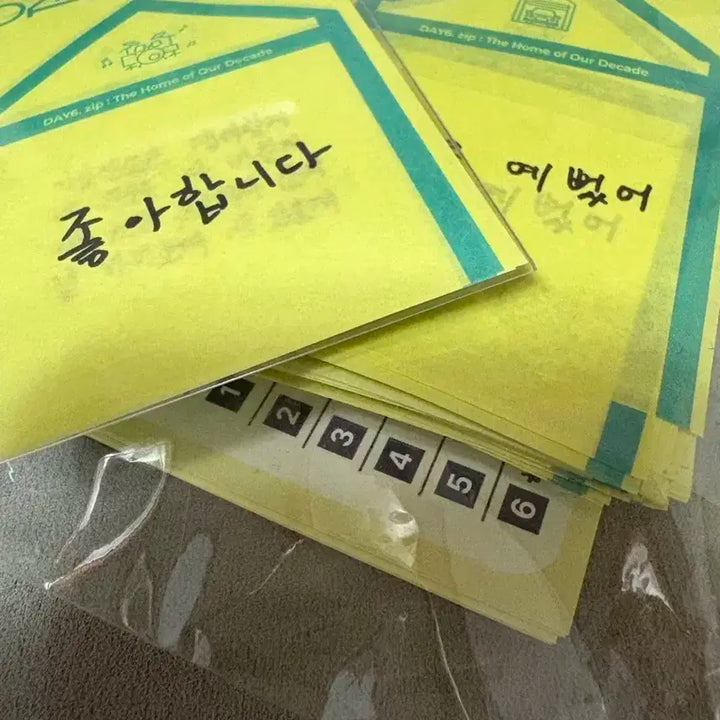 DAY6. zip : The Home of Our Decade
좋아합니다
DAY6. zip : The Home of Our Decade
예뻤어
1
2
3
4
5
6